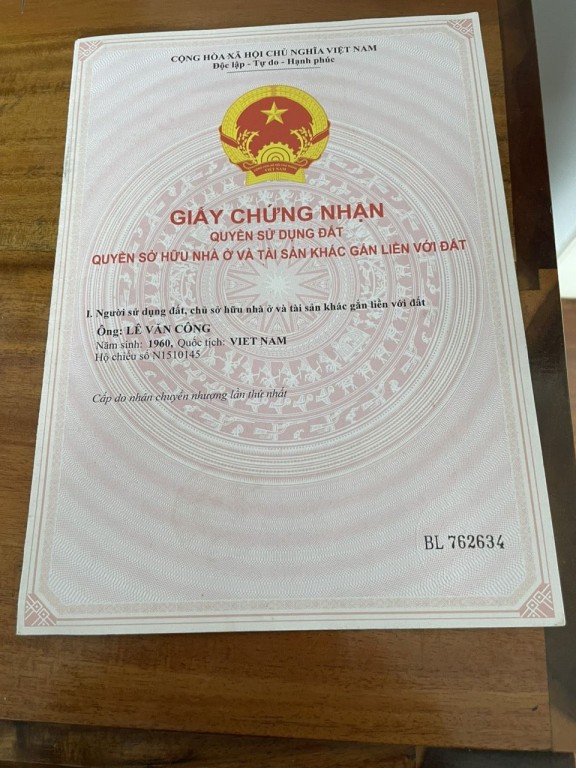 CỘNG HÒA XÃ HỘI CHỦ NGHĨA VIỆT NAM
Độc lập - Tự do - Hạnh phúc
VIỆT NAM
GIẤY CHỨNG NHẬN
QUYỀN SỬ DỤNG ĐẤT
QUYỀN SỞ HỮU NHÀ Ở VÀ TÀI SẢN KHÁC GẮN LIỀN VỚI ĐẤT
I. Người sử dụng đất, chủ sở hữu nhà ở và tài sản khác gắn liền với đất
Ông: LÊ VĂN CÔNG
Năm sinh: 1960, Quốc tịch: VIET NAM
Hộ chiếu số N1510145
Cấp do nhận chuyển nhượng lần thứ nhất
BL 762634